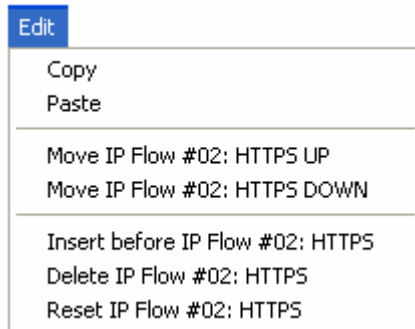 Edit
Copy
Paste
Move IP Flow #02: HTTPS UP
Move IP Flow #02: HTTPS DOWN
Insert before IP Flow #02: HTTPS
Delete IP Flow #02: HTTPS
Reset IP Flow #02: HTTPS